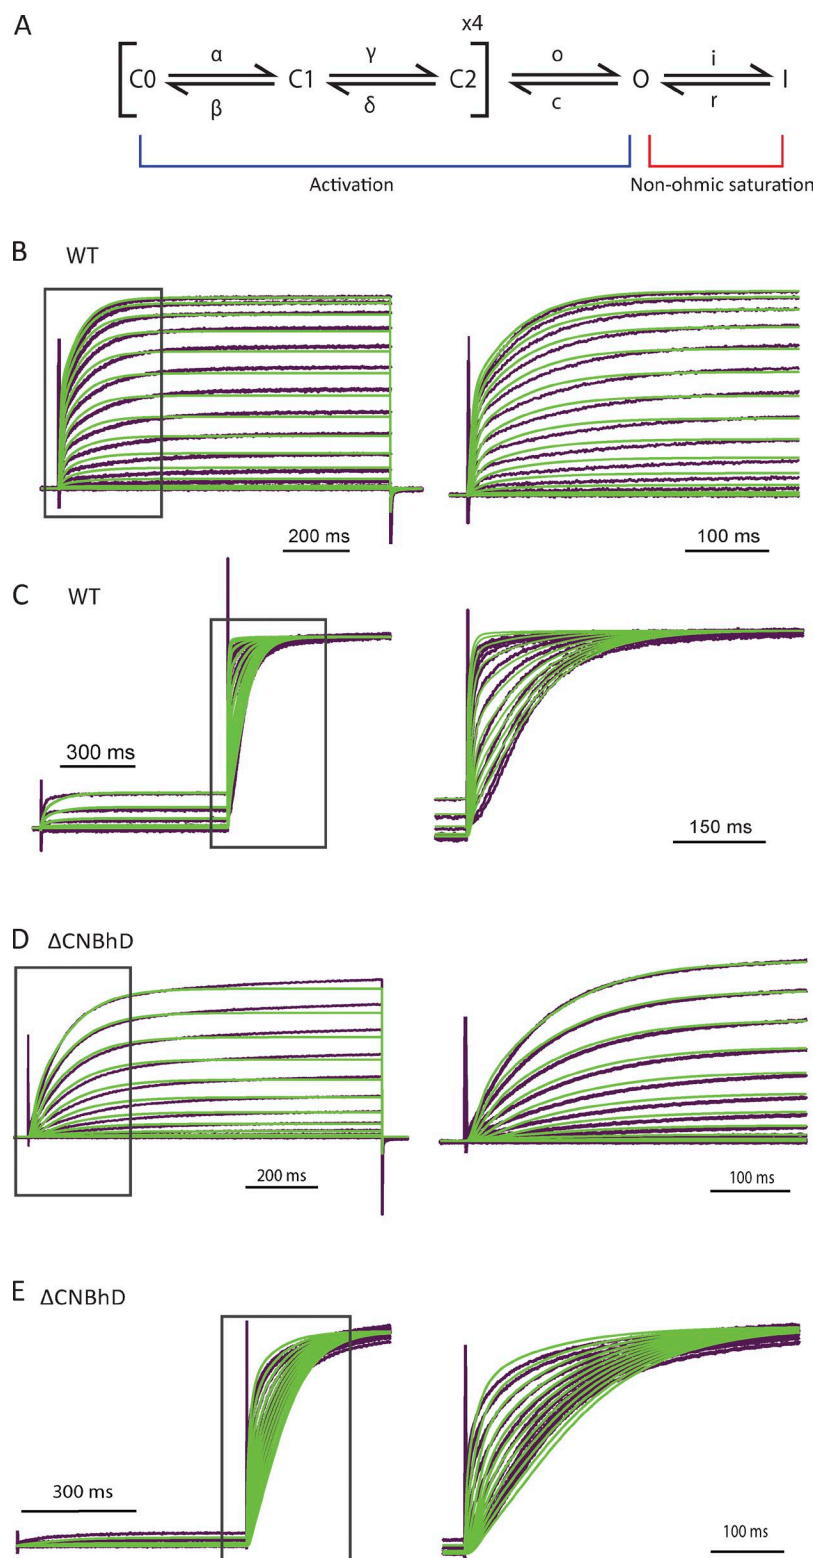 A
x4
α γ o i
C0 C1 C2 O I
β δ c r
Activation Non-ohmic saturation
B WT
200 ms 100 ms
C WT
300 ms
150 ms
D ΔCNBhD
200 ms 100 ms
E ΔCNBhD
300 ms
100 ms